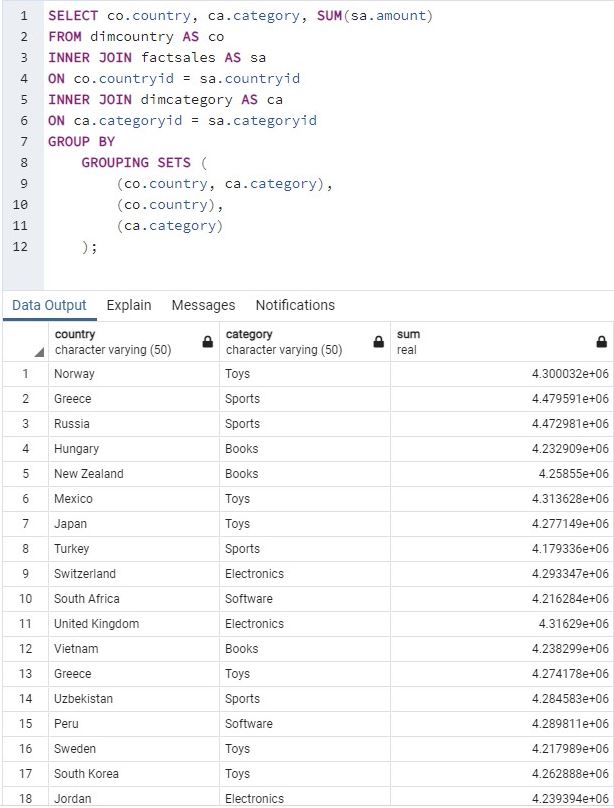 1 SELECT co.country, ca.category, SUM(sa.amount)
2 FROM dimcountry AS co
3 INNER JOIN factsales AS sa
4 ON co.countryid = sa.countryid
5 INNER JOIN dimcategory AS ca
6 ON ca.categoryid = sa.categoryid
7 GROUP BY
8 GROUPING SETS (
9 (co.country, ca.category),
10 (co.country),
11 (ca.category)
12 );
Data Output Explain Messages Notifications
country category sum
character varying (50) character varying (50) real
1 Norway Toys 4.300032e+06
2 Greece Sports 4.479591e+06
3 Russia Sports 4.472981e+06
4 Hungary Books 4.232909e+06
5 New Zealand Books 4.25855e+06
6 Mexico Toys 4.313628e+06
7 Japan Toys 4.277149e+06
8 Turkey Sports 4.179336e+06
9 Switzerland Electronics 4.293347e+06
10 South Africa Software 4.216284e+06
11 United Kingdom Electronics 4.31629e+06
12 Vietnam Books 4.238299e+06
13 Greece Toys 4.274178e+06
14 Uzbekistan Sports 4.284583e+06
15 Peru Software 4.289811e+06
16 Sweden Toys 4.217989e+06
17 South Korea Toys 4.262888e+06
18 Jordan Electronics 4.239394e+06